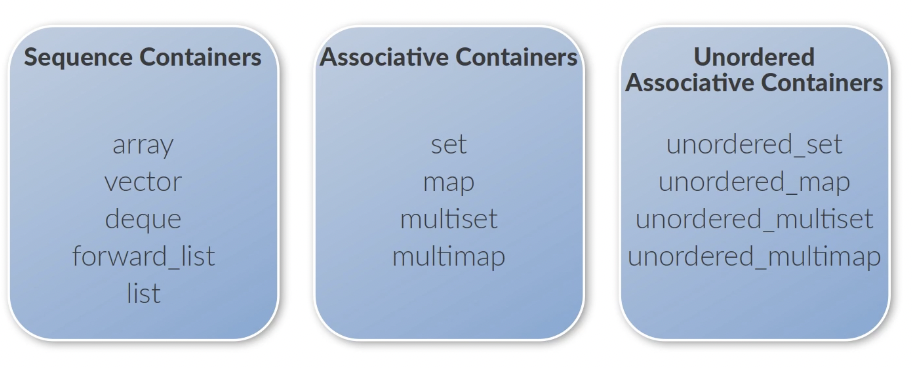 Sequence Containers
array
vector
deque
forward_list
list
Associative Containers
set
map
multiset
multimap
Unordered
Associative Containers
unordered_set
unordered_map
unordered_multiset
unordered_multimap